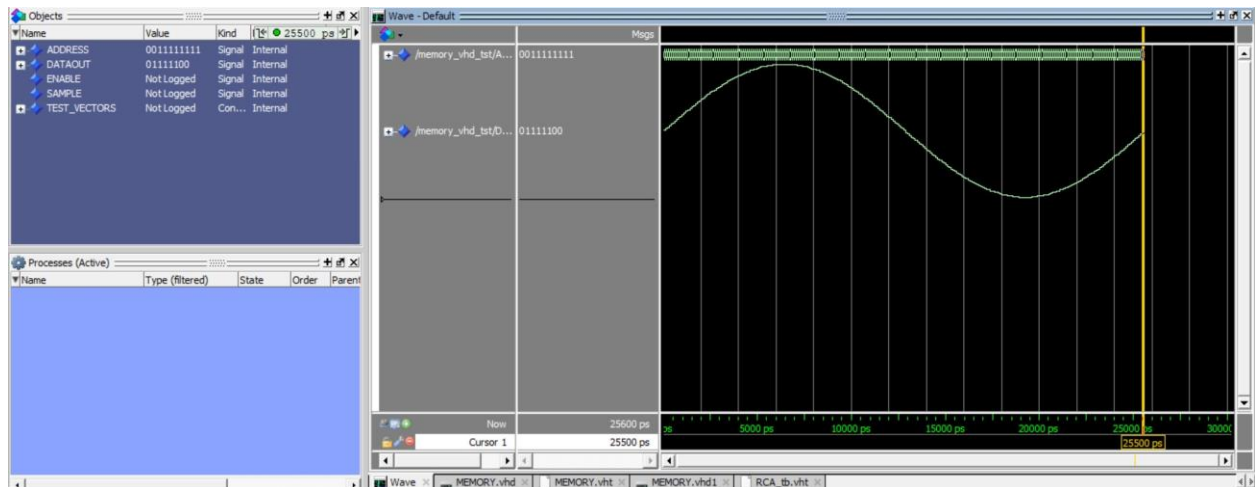 Objects
Name Value Kind 25500 ps
ADDRESS 0011111111 Signal Internal
DATAOUT 01111100 Signal Internal
ENABLE Not Logged Signal Internal
SAMPLE Not Logged Signal Internal
TEST_VECTORS Not Logged Con... Internal
Processes (Active)
Name Type (filtered) State Order Parent
Wave - Default
Msgs
/memory_vhd_tst/A... 0011111111
/memory_vhd_tst/D... 01111100
Now 25600 ps
Cursor 1 25500 ps
ps 5000 ps 10000 ps 15000 ps 20000 ps 25000 ps 30000
25500 ps
Wave MEMORY.vhd MEMORY.vht MEMORY.vhd1 RCA_tb.vht